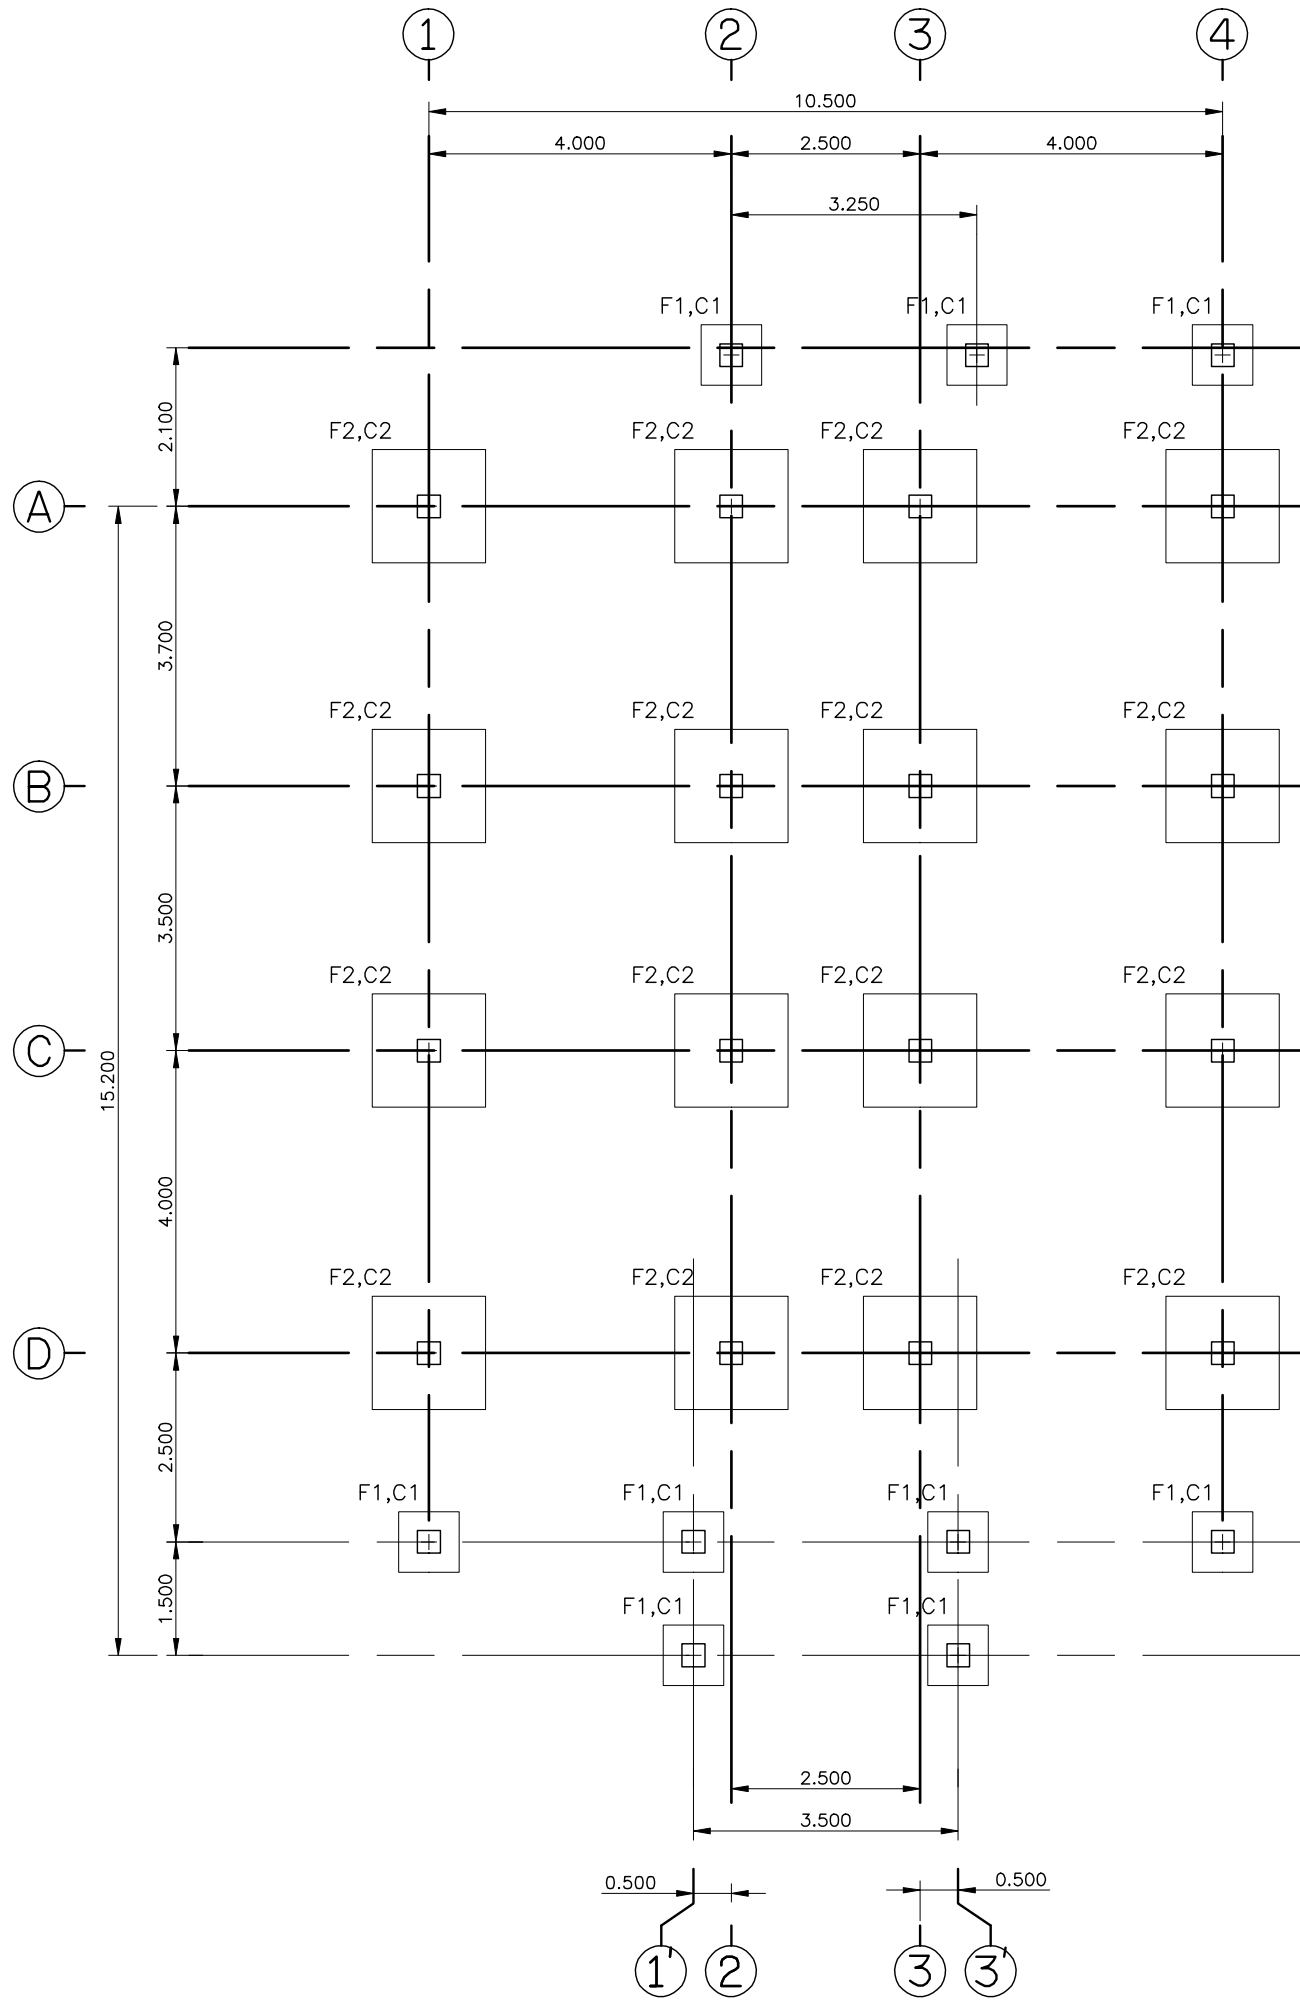 1 2 3 4
10.500
4.000 2.500 4.000
3.250
F1,C1 F1,C1 F1,C1
2.100
F2,C2 F2,C2 F2,C2 F2,C2
A
3.700
F2,C2 F2,C2 F2,C2 F2,C2
B
3.500
F2,C2 F2,C2 F2,C2 F2,C2
C
15.200
4.000
F2,C2 F2,C2 F2,C2 F2,C2
D
2.500
F1,C1 F1,C1 F1,C1 F1,C1
1.500
F1,C1 F1,C1
2.500
3.500
0.500 0.500
1' 2 3 3'